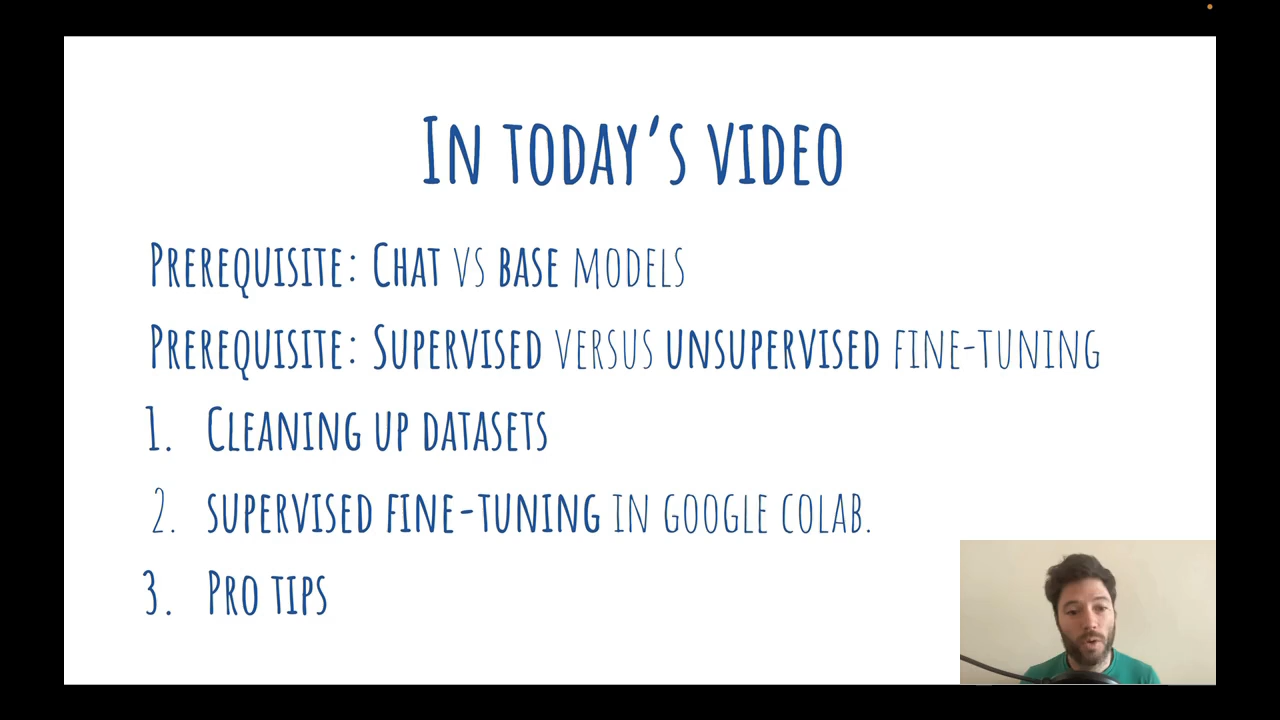 In today's video
Prerequisite: Chat vs base models
Prerequisite: Supervised versus unsupervised fine-tuning
1. Cleaning up datasets
2. supervised fine-tuning in google colab.
3. Pro tips